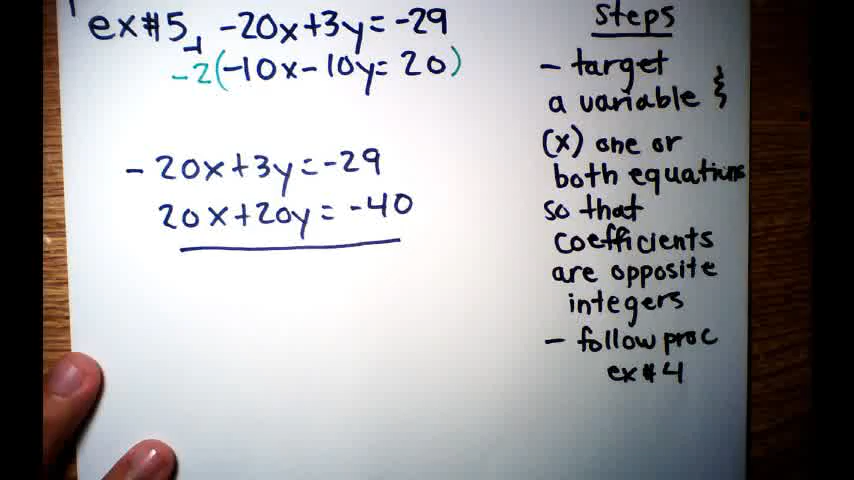 ex#5, -20x+3y=-29
-2(-10x-10y=20)
-20x+3y=-29
20x+20y=-40
steps
- target
a variable &
(x) one or
both equations
so that
coefficients
are opposite
integers
- follow proc
ex#4